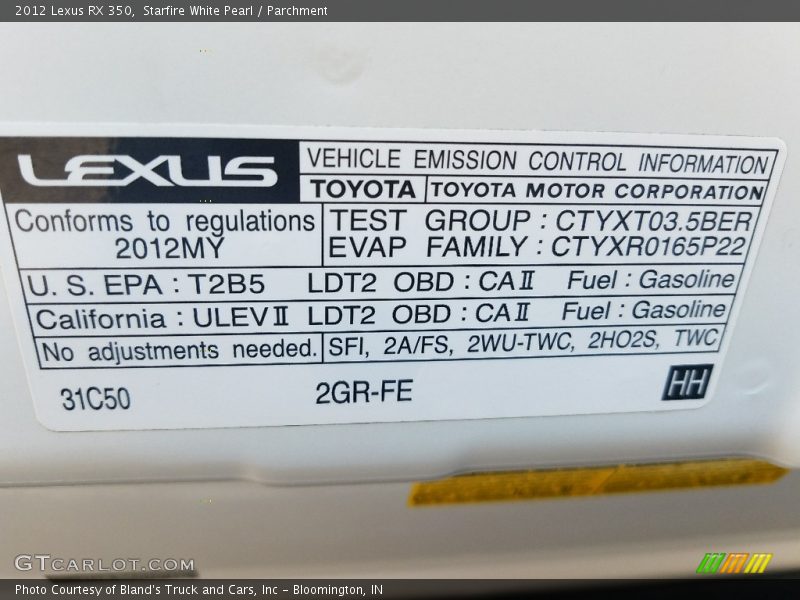 2012 Lexus RX 350, Starfire White Pearl / Parchment
LEXUS
VEHICLE EMISSION CONTROL INFORMATION
TOYOTA TOYOTA MOTOR CORPORATION
Conforms to regulations
2012MY
TEST GROUP : CTYXT03.5BER
EVAP FAMILY : CTYXR0165P22
U. S. EPA : T2B5 LDT2 OBD : CAII Fuel : Gasoline
California : ULEVII LDT2 OBD : CAII Fuel : Gasoline
No adjustments needed. SFI, 2A/FS, 2WU-TWC, 2HO2S, TWC
31C50 2GR-FE HH
GTCARLOT.COM
Photo Courtesy of Bland's Truck and Cars, Inc - Bloomington, IN